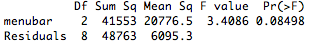 Df Sum Sq Mean Sq F value Pr(>F)
menubar 2 41553 20776.5 3.4086 0.08498
Residuals 8 48763 6095.3